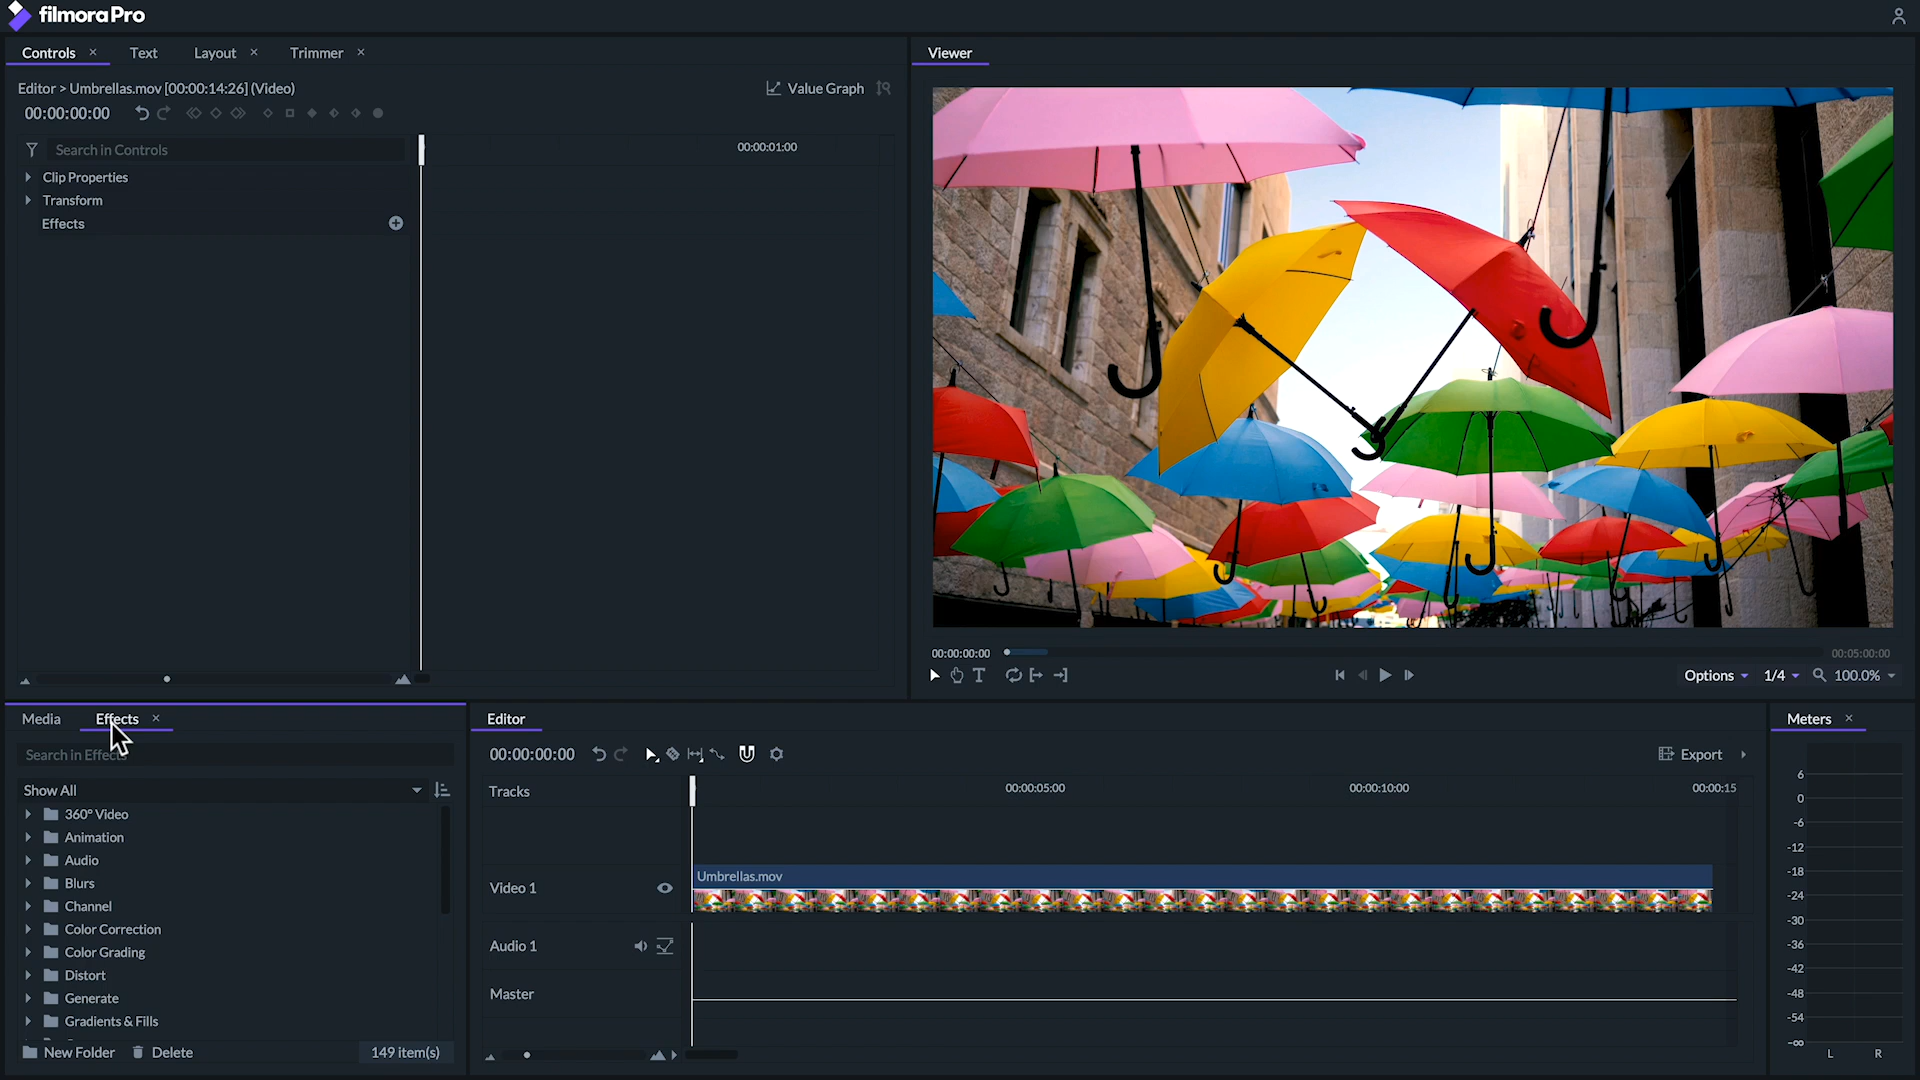 filmoraPro
Controls
Text
Layout
Trimmer
Editor > Umbrellas.mov [00:00:14:26] (Video)
Value Graph
00:00:00:00
Search in Controls
00:00:01:00
Clip Properties
Transform
Effects
Viewer
00:00:00:00
00:05:00:00
Options
1/4
100.0%
Media
Effects
Search in Effects
Show All
360° Video
Animation
Audio
Blurs
Channel
Color Correction
Color Grading
Distort
Generate
Gradients & Fills
New Folder
Delete
149 item(s)
Editor
00:00:00:00
Export
Tracks
00:00:05:00
00:00:10:00
00:00:15
Video 1
Umbrellas.mov
Audio 1
Master
Meters
6
0
-6
-12
-18
-24
-30
-36
-42
-48
-54
-∞
L
R